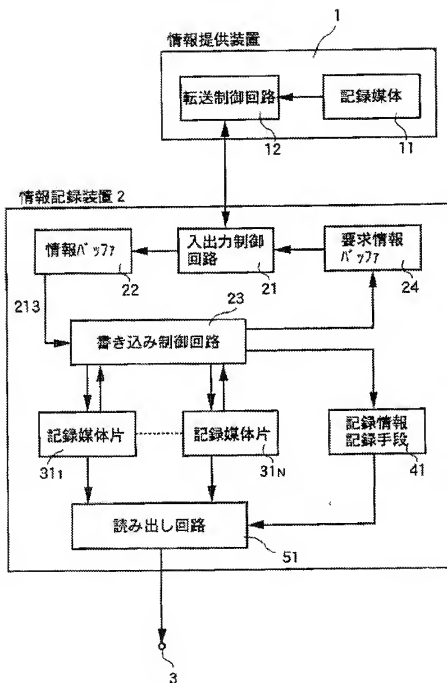 1
情報提供装置
転送制御回路
12
記録媒体
11
情報記録装置 2
情報バッファ
22
入出力制御
回路
21
要求情報
バッファ
24
213
23
書き込み制御回路
記録媒体片
31₁
記録媒体片
31N
記録情報
記録手段
41
読み出し回路
51
3